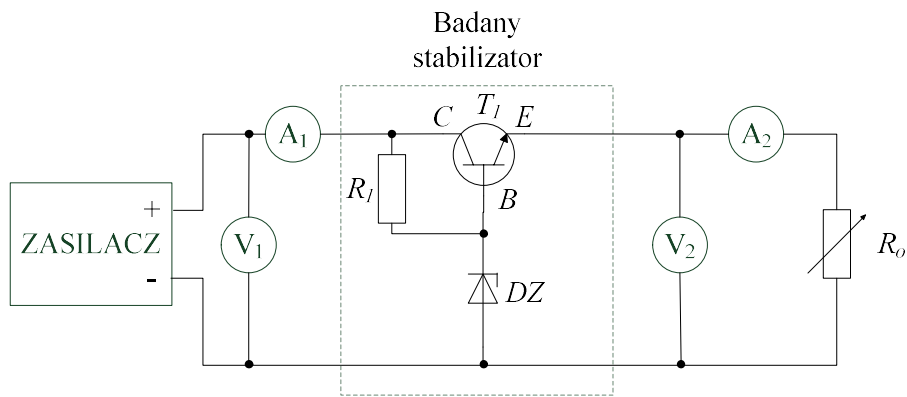 Badany
stabilizator
A1
C
T1
E
A2
R1
B
+
ZASILACZ
-
V1
V2
Ro
DZ